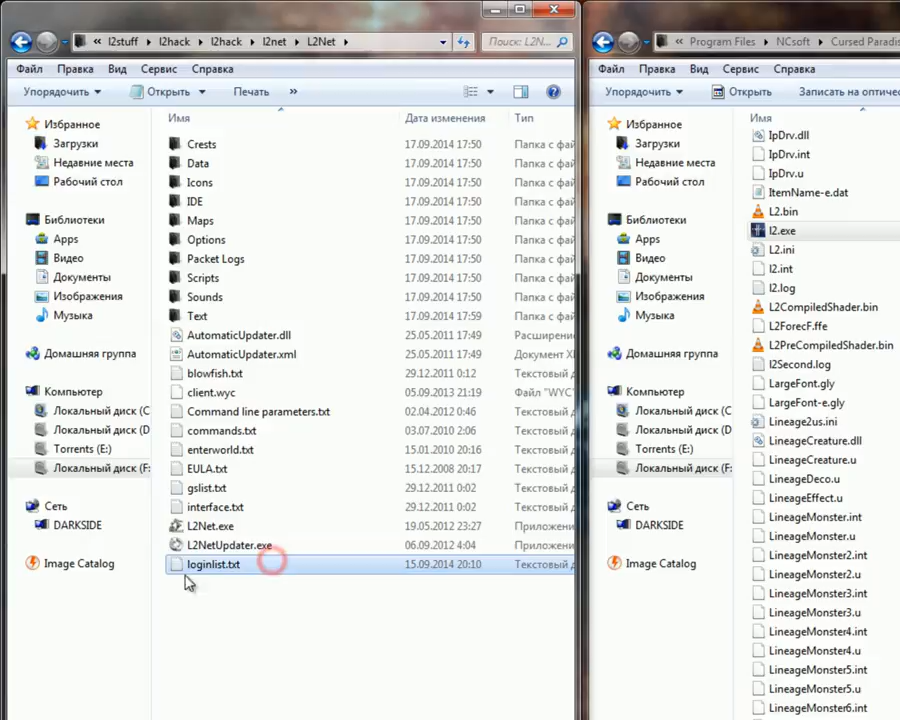 « l2stuff ▸ l2hack ▸ l2hack ▸ l2net ▸ L2Net ▸
Поиск: L2N...
Файл Правка Вид Сервис Справка
Упорядочить Открыть Печать »
Имя Дата изменения Тип
Избранное
Загрузки
Недавние места
Рабочий стол
Библиотеки
Apps
Видео
Документы
Изображения
Музыка
Домашняя группа
Компьютер
Локальный диск (C
Локальный диск (D
Torrents (E:)
Локальный диск (F:
Сеть
DARKSIDE
Image Catalog
Crests 17.09.2014 17:50 Папка с фай
Data 17.09.2014 17:50 Папка с фай
Icons 17.09.2014 17:50 Папка с фай
IDE 17.09.2014 17:50 Папка с фай
Maps 17.09.2014 17:50 Папка с фай
Options 17.09.2014 17:50 Папка с фай
Packet Logs 17.09.2014 17:50 Папка с фай
Scripts 17.09.2014 17:50 Папка с фай
Sounds 17.09.2014 17:50 Папка с фай
Text 17.09.2014 17:59 Папка с фай
AutomaticUpdater.dll 25.05.2011 17:49 Расширение
AutomaticUpdater.xml 25.05.2011 17:49 Документ X
blowfish.txt 29.12.2011 0:12 Текстовый д
client.wyc 05.09.2013 21:19 Файл "WYC"
Command line parameters.txt 02.04.2012 0:46 Текстовый д
commands.txt 03.07.2010 2:06 Текстовый д
enterworld.txt 15.01.2010 20:16 Текстовый д
EULA.txt 15.12.2008 20:17 Текстовый д
gslist.txt 29.12.2011 0:02 Текстовый д
interface.txt 29.12.2011 0:02 Текстовый д
L2Net.exe 19.05.2012 23:27 Приложени
L2NetUpdater.exe 06.09.2012 4:04 Приложени
loginlist.txt 15.09.2014 20:10 Текстовый д
« Program Files ▸ NCsoft ▸ Cursed Paradis
Файл Правка Вид Сервис Справка
Упорядочить Открыть Записать на оптичес
Имя
Избранное
Загрузки
Недавние места
Рабочий стол
Библиотеки
Apps
Видео
Документы
Изображения
Музыка
Домашняя группа
Компьютер
Локальный диск (C
Локальный диск (D
Torrents (E:)
Локальный диск (F:
Сеть
DARKSIDE
Image Catalog
IpDrv.dll
IpDrv.int
IpDrv.u
ItemName-e.dat
L2.bin
l2.exe
L2.ini
l2.int
l2.log
L2CompiledShader.bin
L2ForecF.ffe
L2PreCompiledShader.bin
l2Second.log
LargeFont.gly
LargeFont-e.gly
Lineage2us.ini
LineageCreature.dll
LineageCreature.u
LineageDeco.u
LineageEffect.u
LineageMonster.int
LineageMonster.u
LineageMonster2.int
LineageMonster2.u
LineageMonster3.int
LineageMonster3.u
LineageMonster4.int
LineageMonster4.u
LineageMonster5.int
LineageMonster5.u
LineageMonster6.int